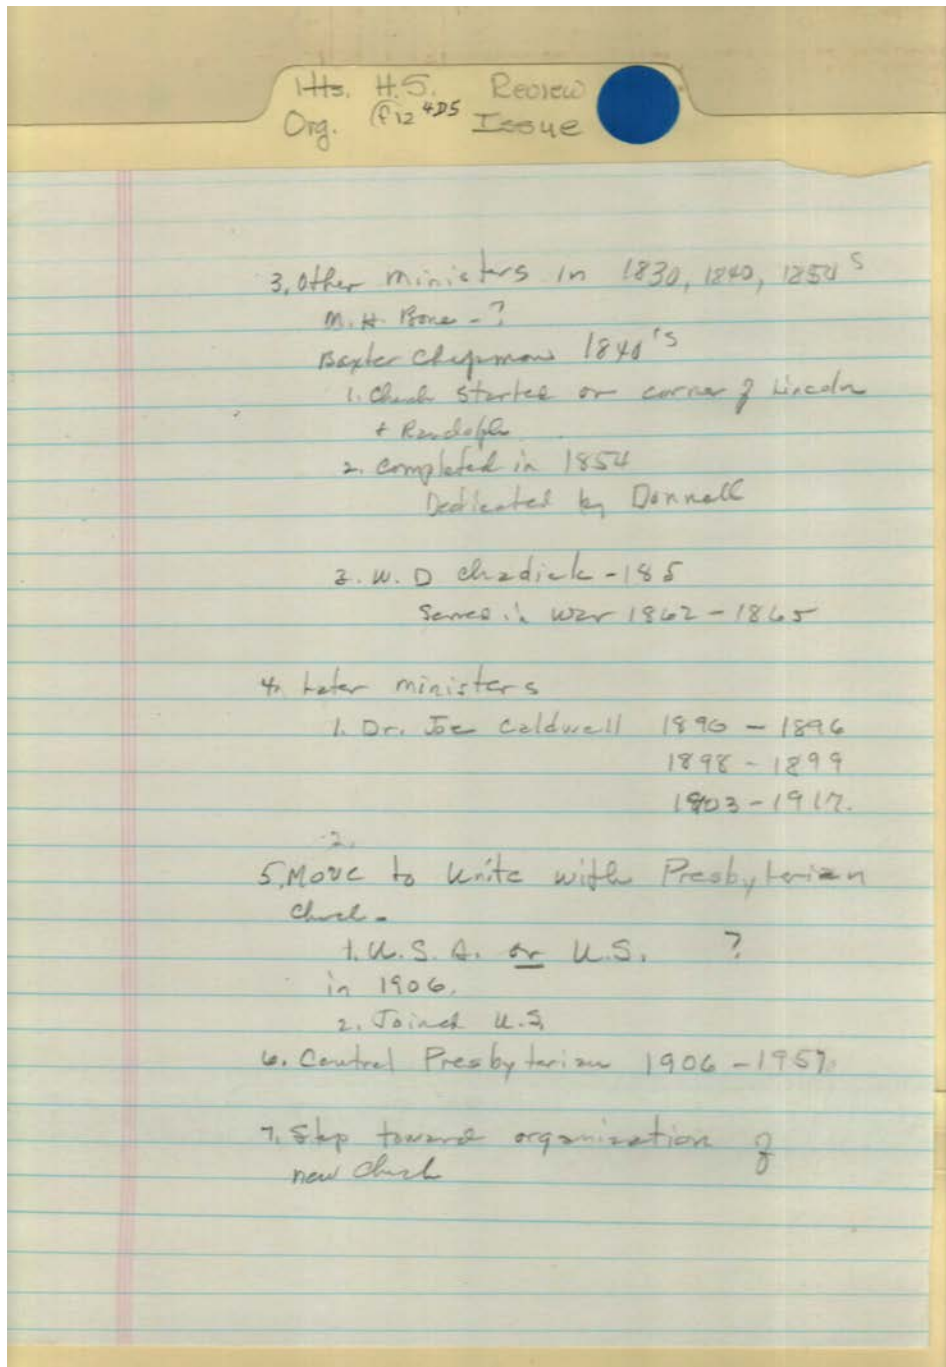 Hts. H.S. Review
Org. P12 4D5 Issue
3. Other ministers in 1830, 1840, 1850's
M. H. Bone - ?
Baxter Chapman 1840's
1. Church started on corner of Lincoln
+ Randolph
2. Completed in 1854
Dedicated by Donnell
3. W. D Chadick - 185
Served in war 1862 - 1865
4. Later ministers
1. Dr. Joe Caldwell 1890 - 1896
1898 - 1899
1903 - 1917.
2.
5. Move to Unite with Presbyterian
Church -
1. U.S.A. or U.S. ?
in 1906.
2. Joined U.S.
6. Central Presbyterian 1906 - 1957
7. Step toward organization of
new Church